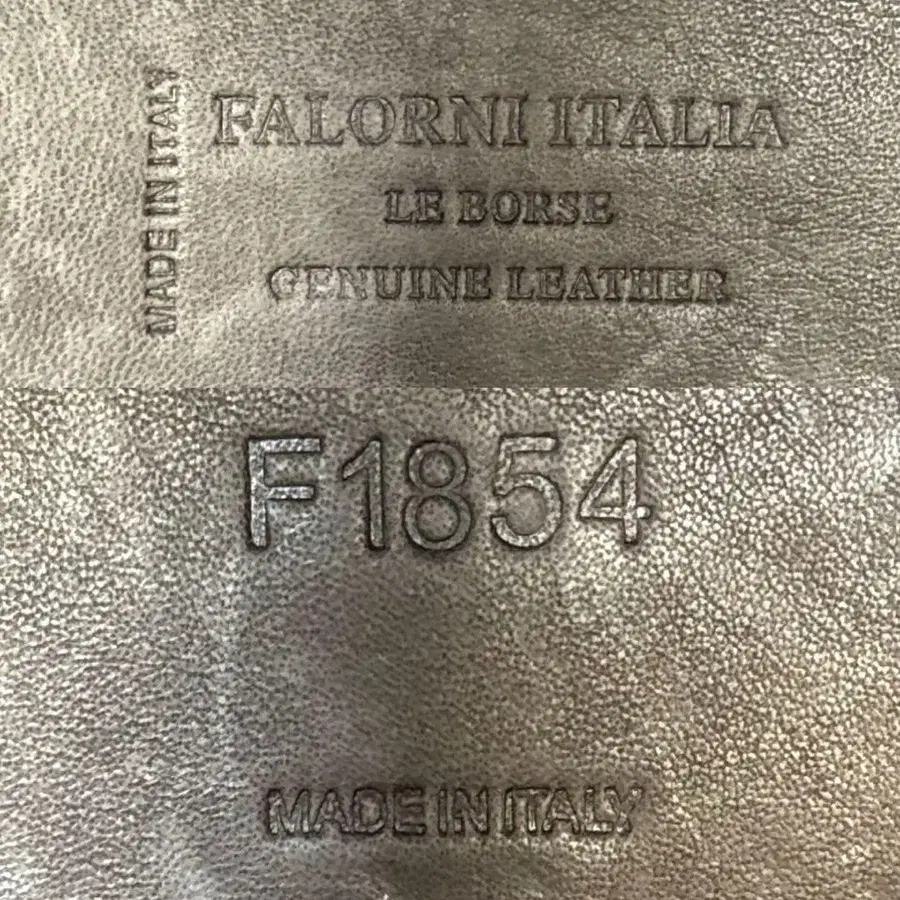 MADE IN ITALY
FALORNI ITALIA
LE BORSE
GENUINE LEATHER
F1854
MADE IN ITALY